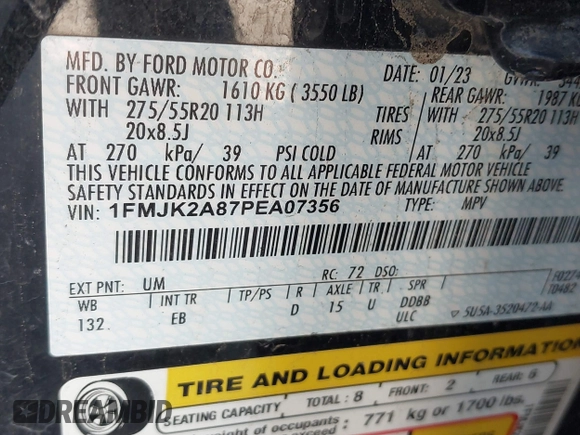 MFD. BY FORD MOTOR CO.
DATE: 01/23 GVWR:
FRONT GAWR: 1610 KG ( 3550 LB) REAR GAWR: 1987 KG
WITH 275/55R20 113H TIRES WITH 275/55R20 113H
20x8.5J RIMS 20x8.5J
AT 270 kPa/ 39 PSI COLD AT 270 kPa/ 39
THIS VEHICLE CONFORMS TO ALL APPLICABLE FEDERAL MOTOR VEHICLE
SAFETY STANDARDS IN EFFECT ON THE DATE OF MANUFACTURE SHOWN ABOVE.
VIN: 1FMJK2A87PEA07356 TYPE: MPV
EXT PNT: UM RC: 72 DSO:
WB INT TR TP/PS R AXLE TR SPR
132. EB D 15 U DDBB
ULC ▽ 5U5A-3520472-AA
TIRE AND LOADING INFORMATION
SEATING CAPACITY TOTAL: 8 FRONT: 2 REAR: 6
of occupants 771 kg or 1700 lbs.
DREAMBID